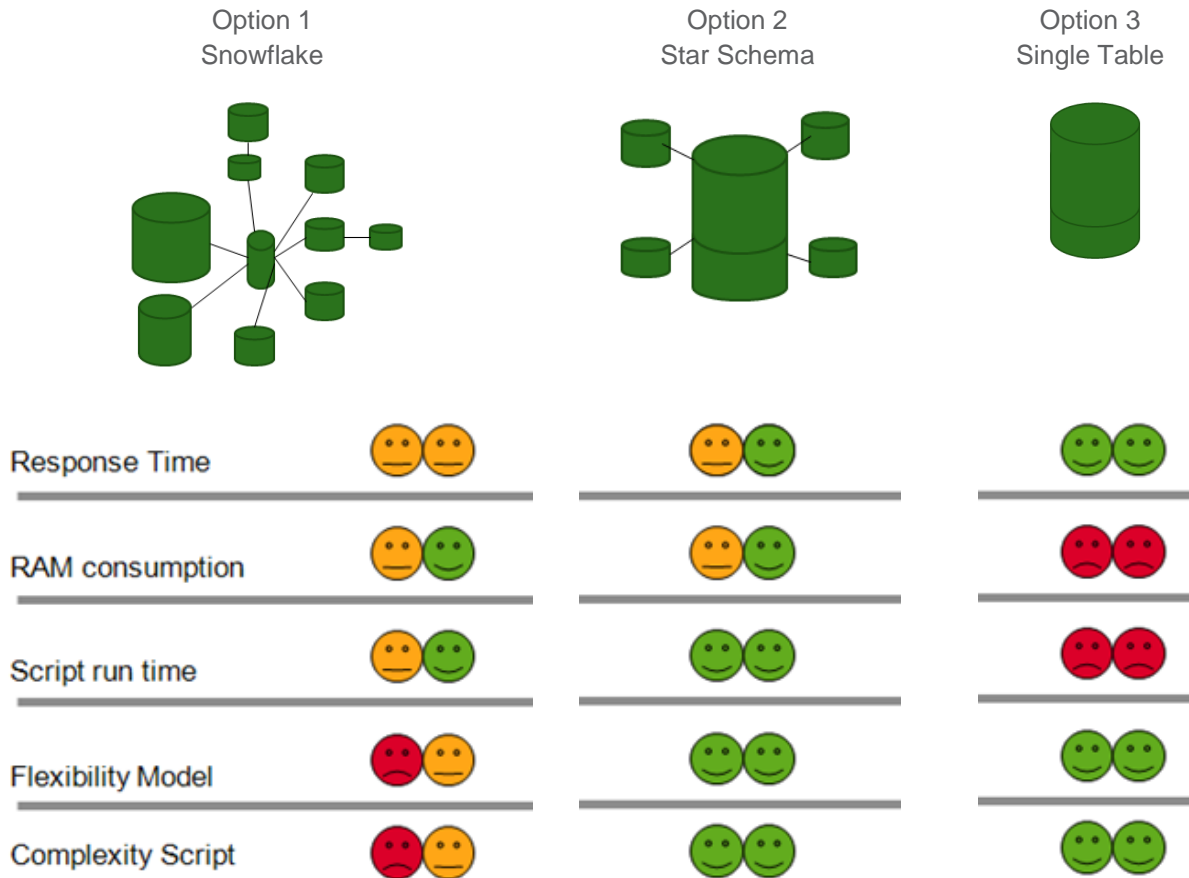 Option 1
Snowflake
Option 2
Star Schema
Option 3
Single Table
Response Time
RAM consumption
Script run time
Flexibility Model
Complexity Script